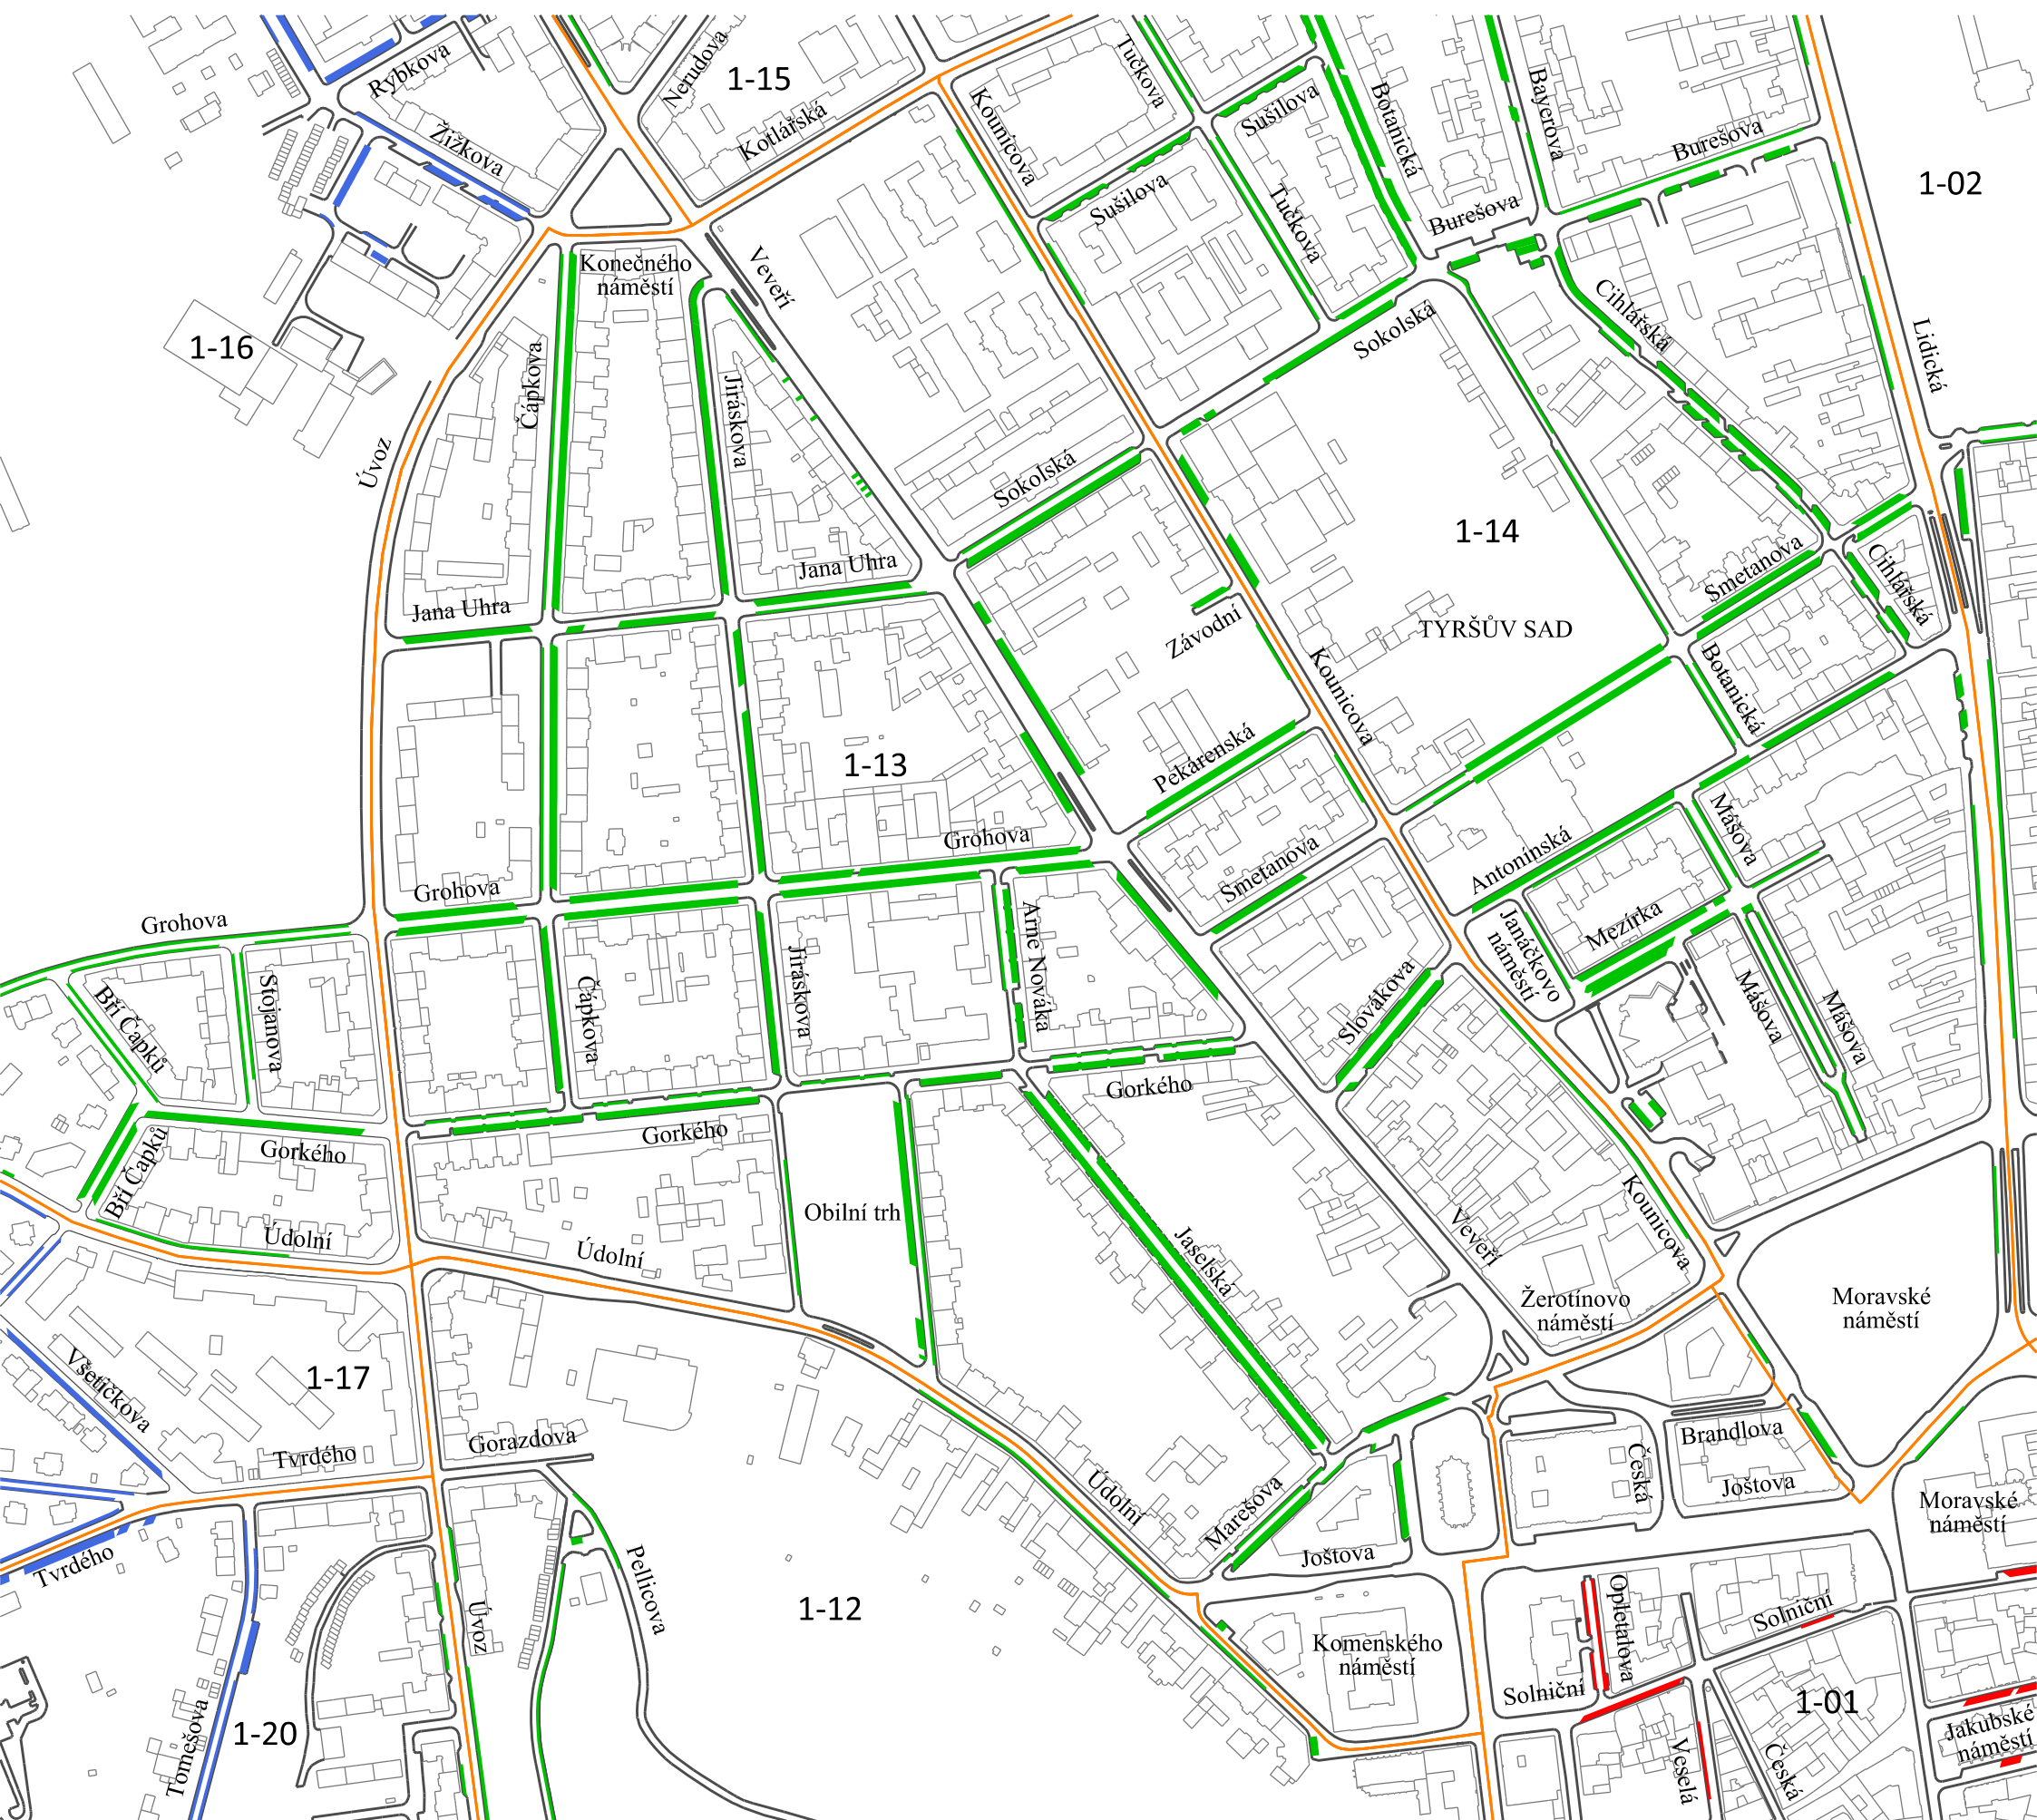 Rybkova
Nerudova
1-15
Tučkova
Kounicova
Kotlářská
Žižkova
Sušilova
Botanická
Bayerova
Burešova
1-02
Sušilova
Tučkova
Burešova
Konečného
náměstí
Veveří
Cihlářská
Sokolská
Lidická
1-16
Čápkova
Jiráskova
Úvoz
Sokolská
1-14
Jana Uhra
Jana Uhra
Smetanova
Cihlářská
Závodní
TYRŠŮV SAD
Kounicova
Botanická
1-13
Pekárenská
Mášova
Grohova
Antonínská
Smetanova
Grohova
Grohova
Arne Nováka
Mezírka
Janáčkovo
náměstí
Stojanova
Bří Čapků
Čápkova
Jiráskova
Slovákova
Mášova
Mášova
Gorkého
Gorkého
Gorkého
Bří Čapků
Obilní trh
Údolní
Údolní
Jaselská
Veveří
Kounicova
Žerotínovo
náměstí
Moravské
náměstí
1-17
Všetičkova
Tvrdého
Gorazdova
Údolní
Marešova
Česká
Brandlova
Joštova
Moravské
náměstí
Tvrdého
Joštova
Pellicova
Úvoz
1-12
Opletalova
Solniční
Komenského
náměstí
Solniční
1-01
Tomešova
1-20
Veselá
Česká
Jakubské
náměstí